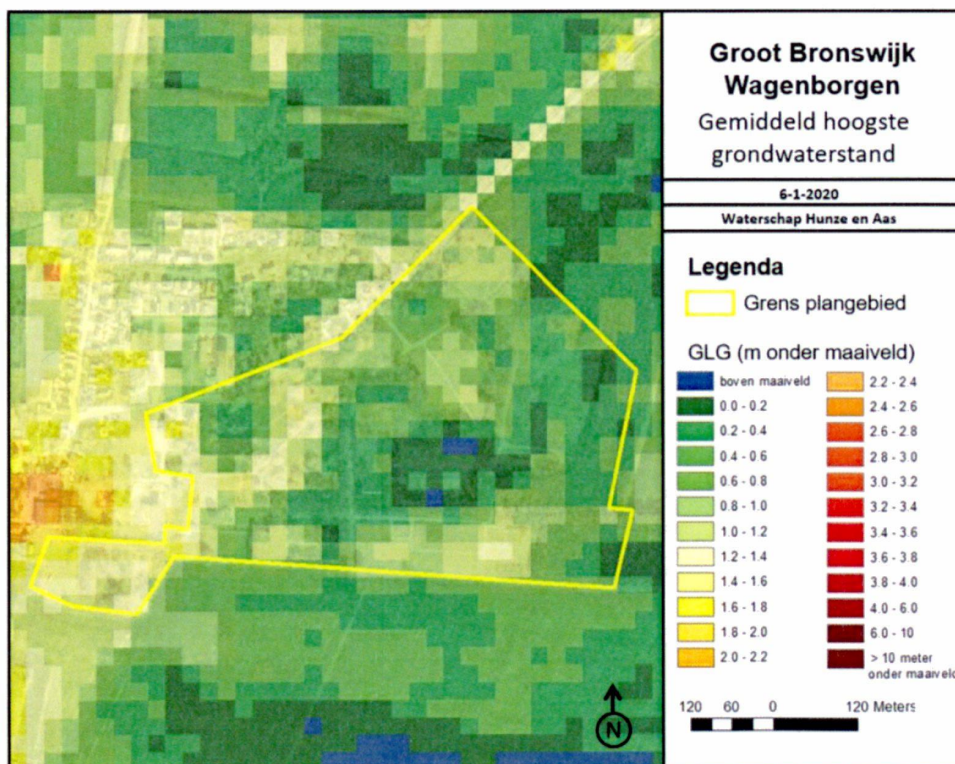 Groot Bronswijk
Wagenborgen
Gemiddeld hoogste
grondwaterstand
6-1-2020
Waterschap Hunze en Aas
Legenda
Grens plangebied
GLG (m onder maaiveld)
boven maaiveld
0.0 - 0.2
0.2 - 0.4
0.4 - 0.6
0.6 - 0.8
0.8 - 1.0
1.0 - 1.2
1.2 - 1.4
1.4 - 1.6
1.6 - 1.8
1.8 - 2.0
2.0 - 2.2
2.2 - 2.4
2.4 - 2.6
2.6 - 2.8
2.8 - 3.0
3.0 - 3.2
3.2 - 3.4
3.4 - 3.6
3.6 - 3.8
3.8 - 4.0
4.0 - 6.0
6.0 - 10
> 10 meter
onder maaiveld
120 60 0 120 Meters
N